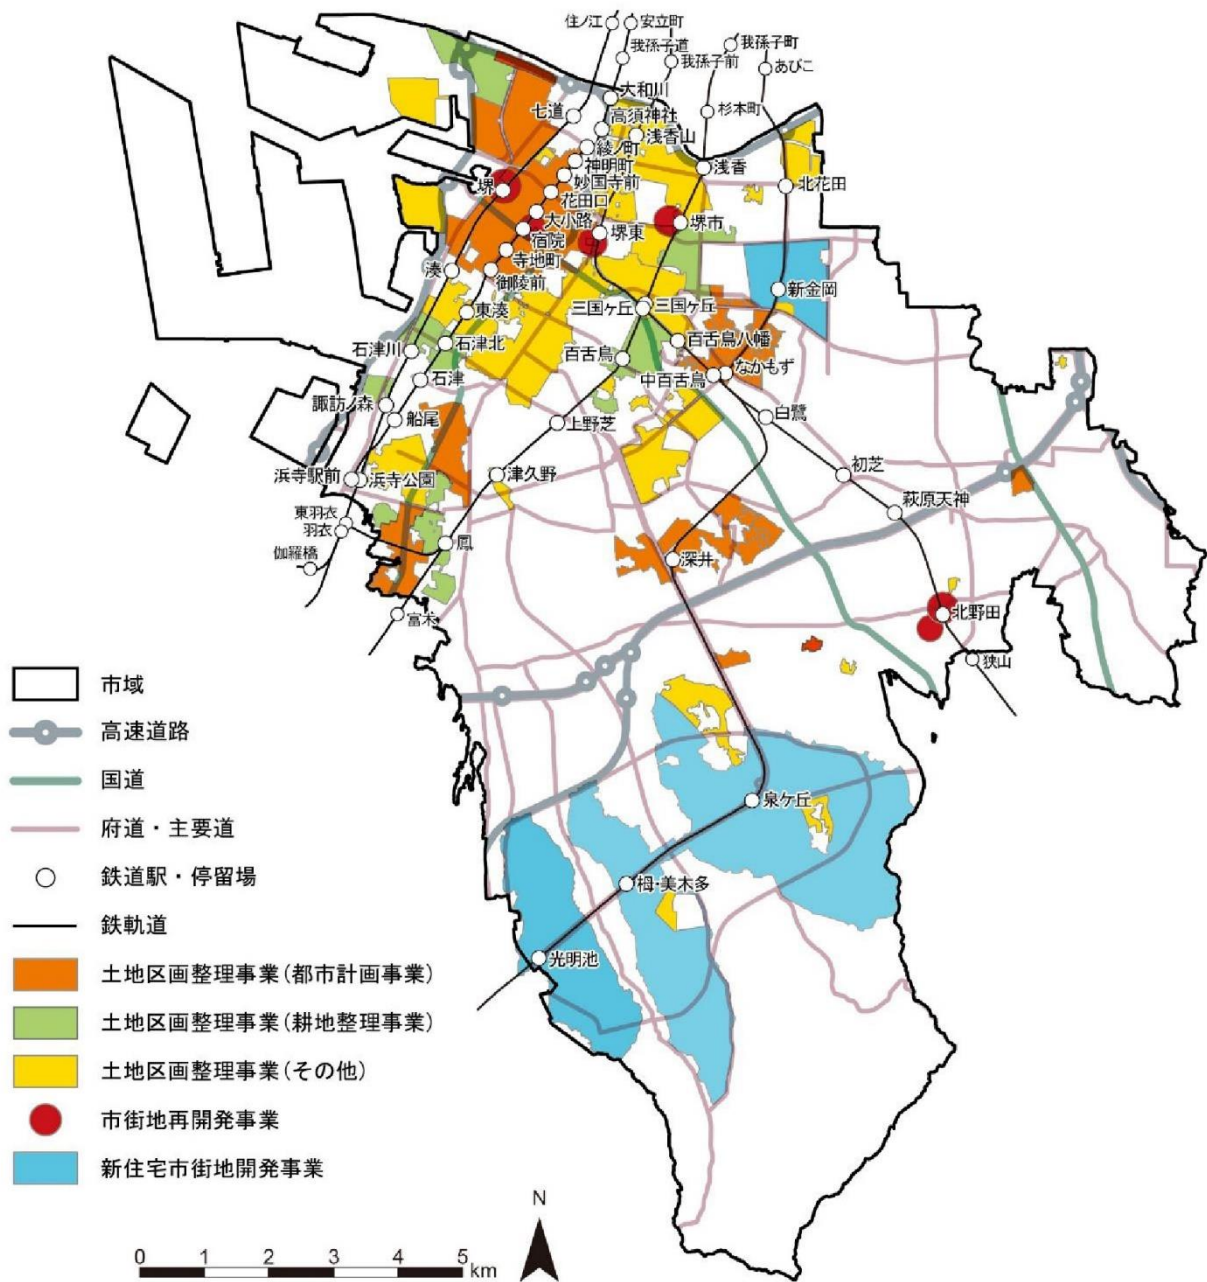 住ノ江
安立町
我孫子道
我孫子前
我孫子町
あびこ
大和川
七道
高須神社
杉本町
浅香山
綾ノ町
神明町
浅香
妙国寺前
北花田
堺
花田口
大小路
堺市
宿院
堺東
寺地町
湊
御陵前
新金岡
東湊
三国ヶ丘
三国ヶ丘
石津川
石津北
百舌鳥八幡
百舌鳥
なかもず
石津
中百舌鳥
諏訪ノ森
船尾
上野芝
白鷺
浜寺駅前
浜寺公園
津久野
初芝
東羽衣
萩原天神
羽衣
鳳
伽羅橋
深井
富木
北野田
狭山
泉ケ丘
栂・美木多
光明池
市域
高速道路
国道
府道・主要道
鉄道駅・停留場
鉄軌道
土地区画整理事業(都市計画事業)
土地区画整理事業(耕地整理事業)
土地区画整理事業(その他)
市街地再開発事業
新住宅市街地開発事業
N
0 1 2 3 4 5
km